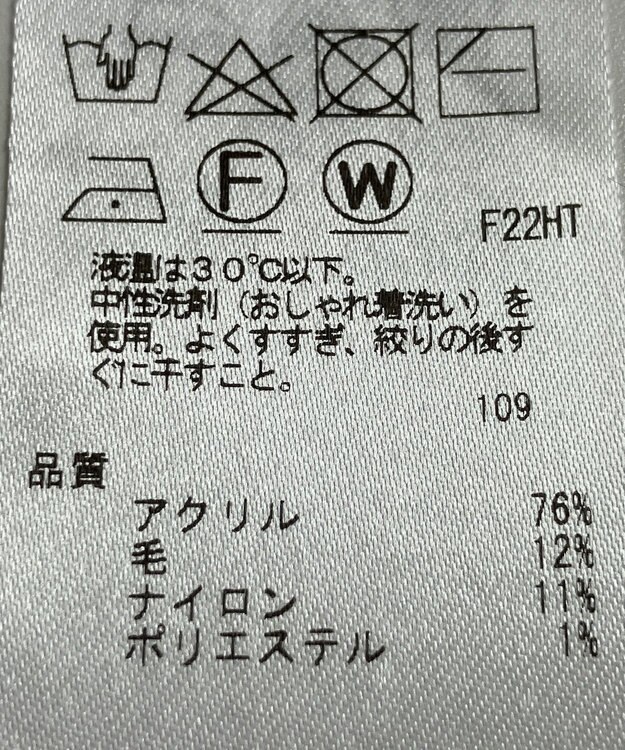 F
W
F22HT
液温は３０℃以下。
中性洗剤（おしゃれ着洗い）を
使用。よくすすぎ、絞りの後す
ぐに干すこと。
109
品質
アクリル 76%
毛 12%
ナイロン 11%
ポリエステル 1%